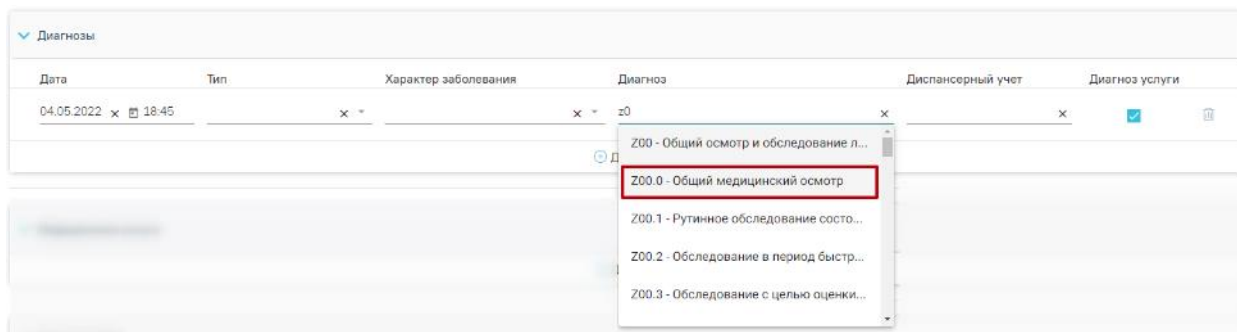 Диагнозы
Дата Тип Характер заболевания Диагноз Диспансерный учет Диагноз услуги
04.05.2022 18:45 z0
Z00 - Общий осмотр и обследование л...
Z00.0 - Общий медицинский осмотр
Z00.1 - Рутинное обследование состо...
Z00.2 - Обследование в период быстр...
Z00.3 - Обследование с целью оценки...